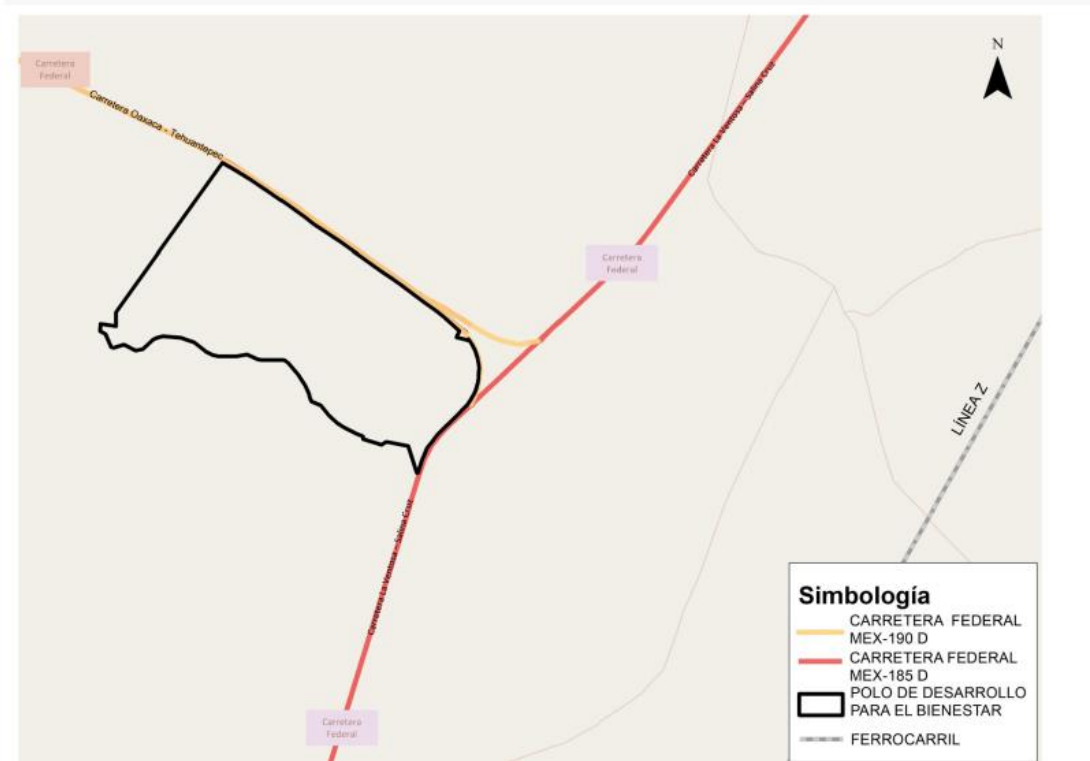 N
Carretera
Federal
Carretera Oaxaca - Tehuantepec
Carretera La Ventosa - Salina Cruz
Carretera
Federal
LÍNEA Z
Carretera La Ventosa - Salina Cruz
Carretera
Federal
Simbología
CARRETERA FEDERAL
MEX-190 D
CARRETERA FEDERAL
MEX-185 D
POLO DE DESARROLLO
PARA EL BIENESTAR
FERROCARRIL